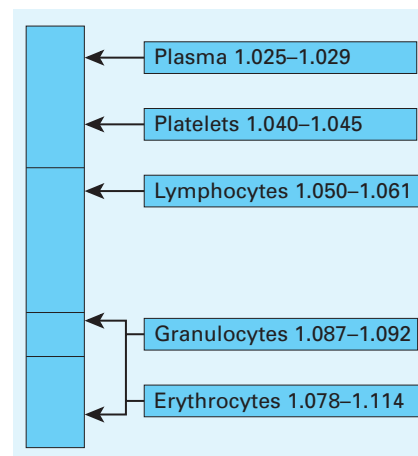 Plasma 1.025–1.029
Platelets 1.040–1.045
Lymphocytes 1.050–1.061
Granulocytes 1.087–1.092
Erythrocytes 1.078–1.114